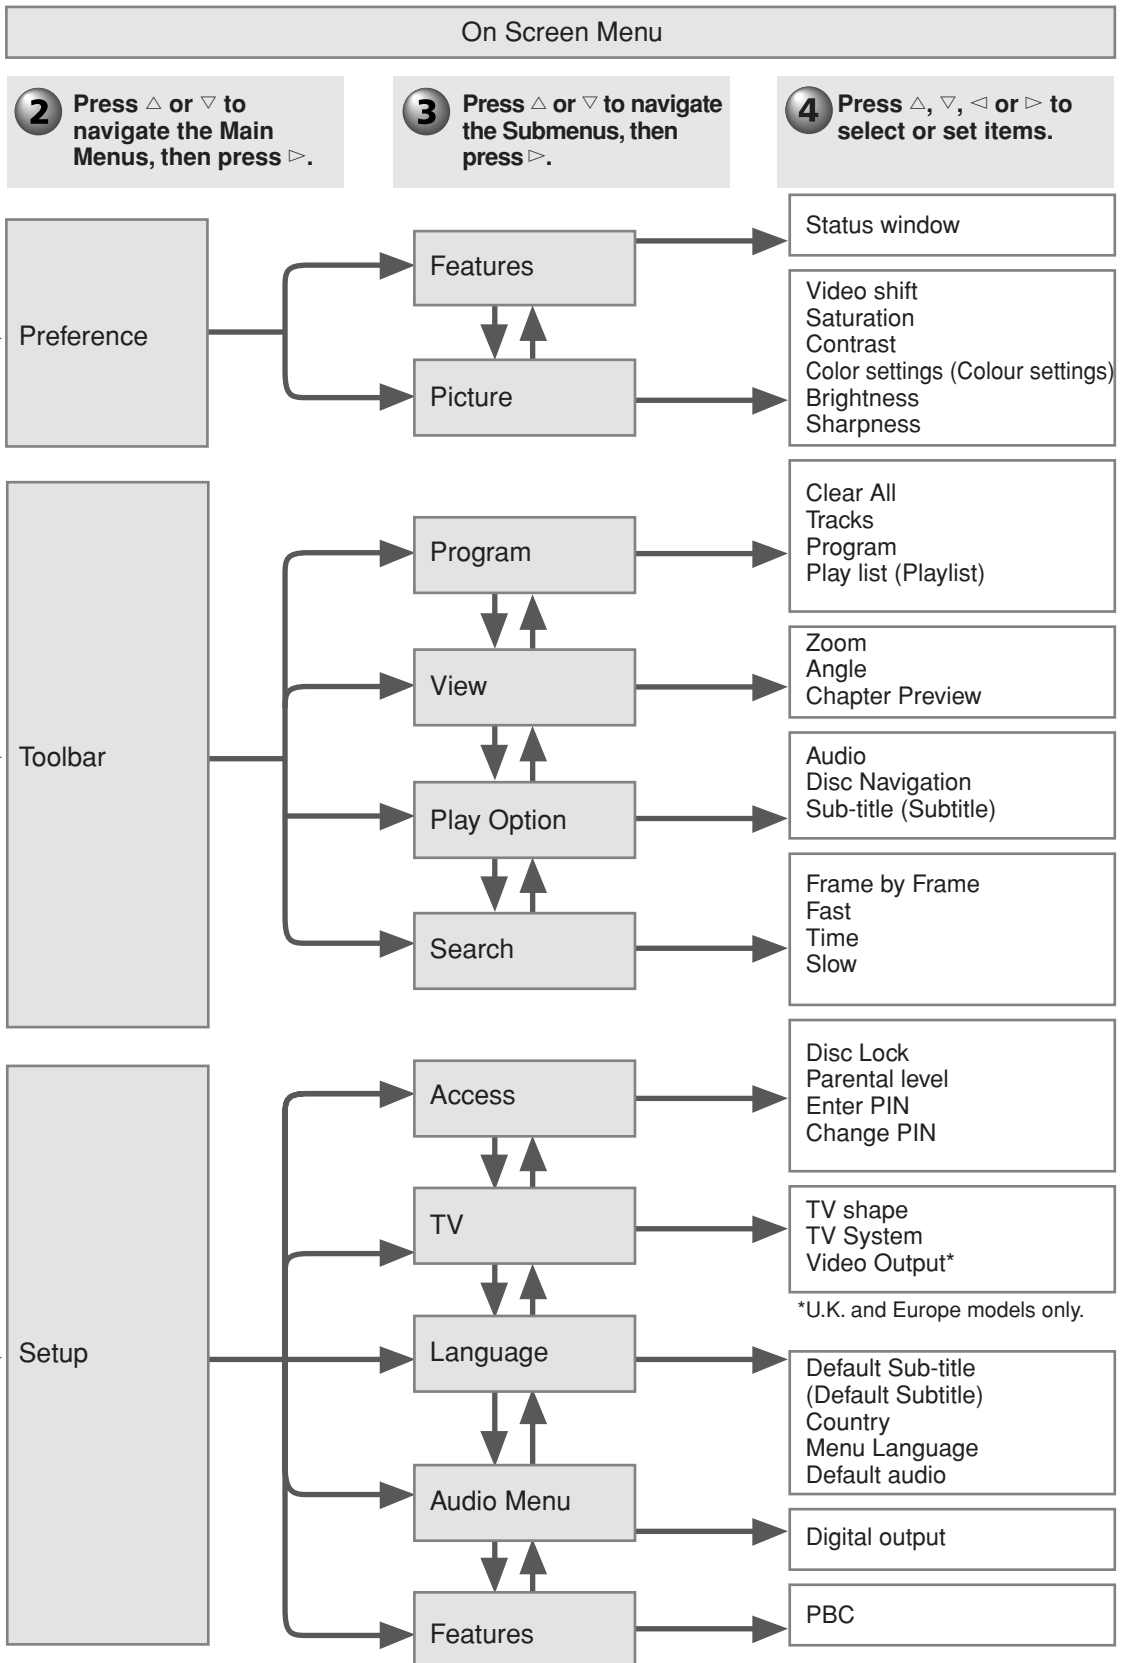 On Screen Menu
2 Press △ or ▽ to
navigate the Main
Menus, then press ▷.
3 Press △ or ▽ to navigate
the Submenus, then
press ▷.
4 Press △, ▽, ◁ or ▷ to
select or set items.
Preference
Features
Status window
Picture
Video shift
Saturation
Contrast
Color settings (Colour settings)
Brightness
Sharpness
Toolbar
Program
Clear All
Tracks
Program
Play list (Playlist)
View
Zoom
Angle
Chapter Preview
Play Option
Audio
Disc Navigation
Sub-title (Subtitle)
Search
Frame by Frame
Fast
Time
Slow
Setup
Access
Disc Lock
Parental level
Enter PIN
Change PIN
TV
TV shape
TV System
Video Output*
*U.K. and Europe models only.
Language
Default Sub-title
(Default Subtitle)
Country
Menu Language
Default audio
Audio Menu
Digital output
Features
PBC